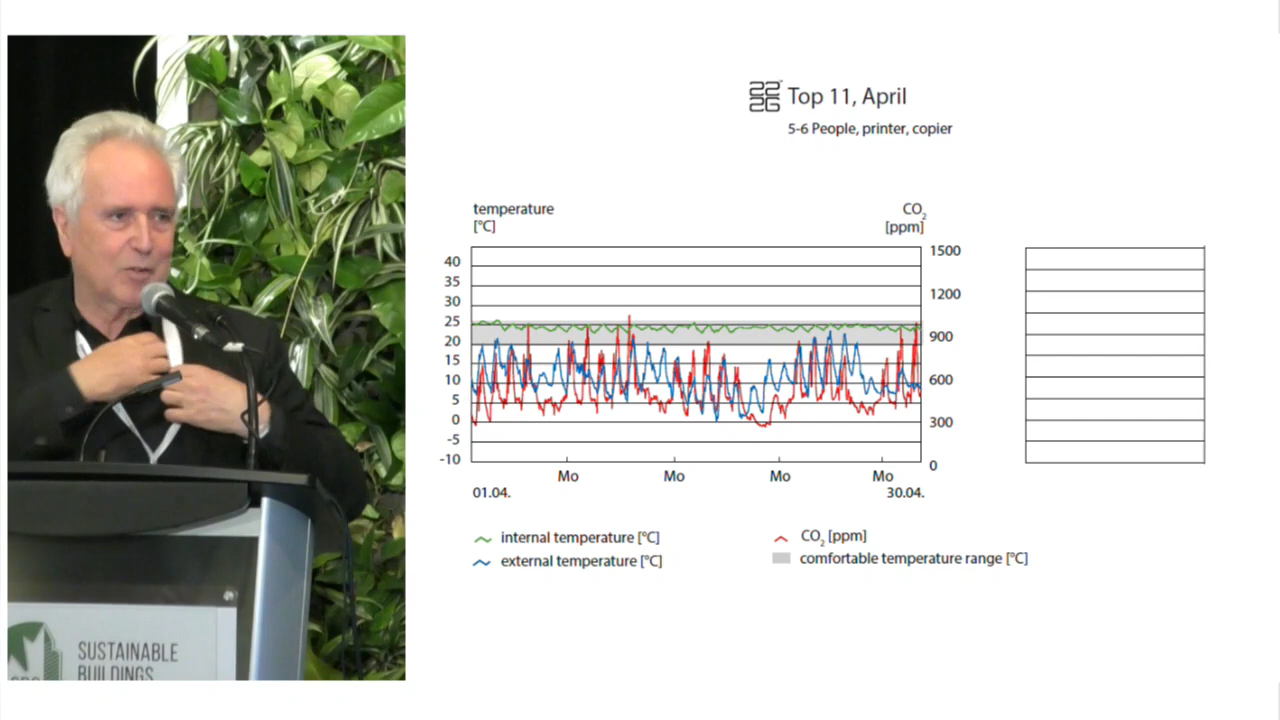 22
26
Top 11, April
5-6 People, printer, copier
temperature
[°C]
CO2
[ppm]
40
35
30
25
20
15
10
5
0
-5
-10
1500
1200
900
600
300
0
Mo
Mo
Mo
Mo
01.04.
30.04.
internal temperature [°C]
CO2 [ppm]
external temperature [°C]
comfortable temperature range [°C]
SUSTAINABLE
BUILDINGS